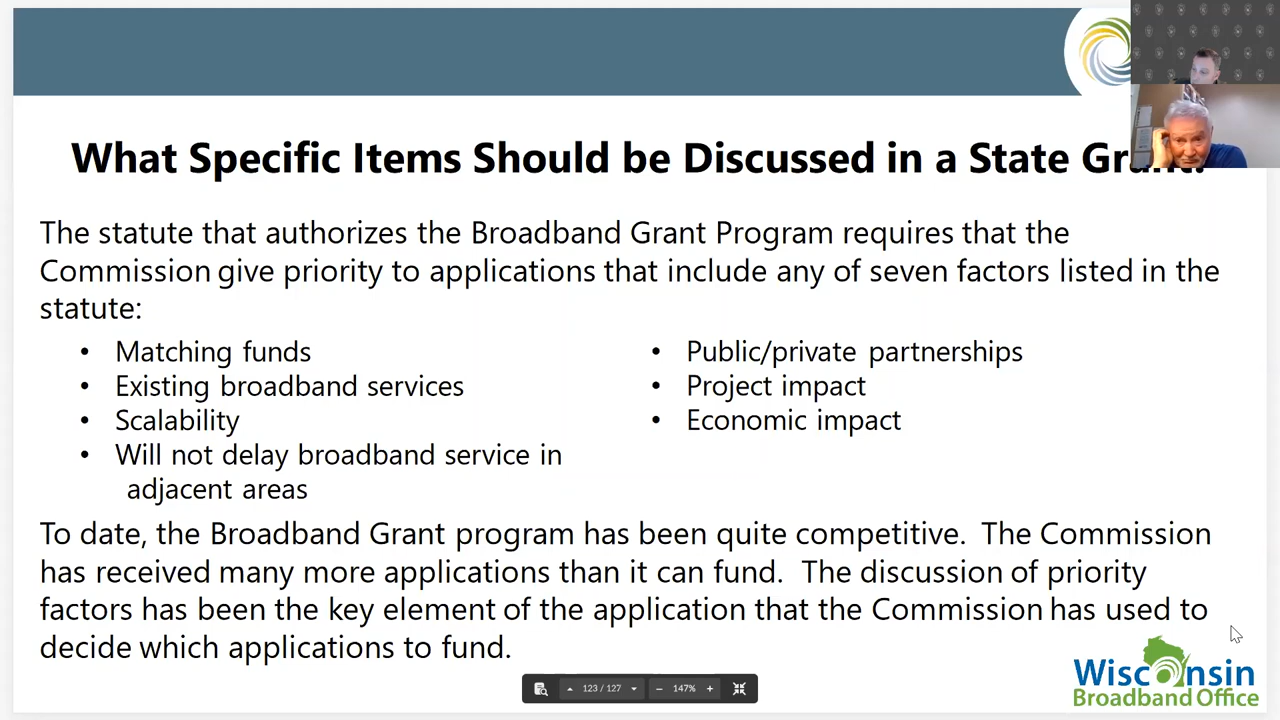 What Specific Items Should be Discussed in a State
The statute that authorizes the Broadband Grant Program requires that the
Commission give priority to applications that include any of seven factors listed in the
statute:
• Matching funds
• Existing broadband services
• Scalability
• Will not delay broadband service in
adjacent areas
• Public/private partnerships
• Project impact
• Economic impact
To date, the Broadband Grant program has been quite competitive. The Commission
has received many more applications than it can fund. The discussion of priority
factors has been the key element of the application that the Commission has used to
decide which applications to fund.
123 / 127
147%
Wisconsin
Broadband Office